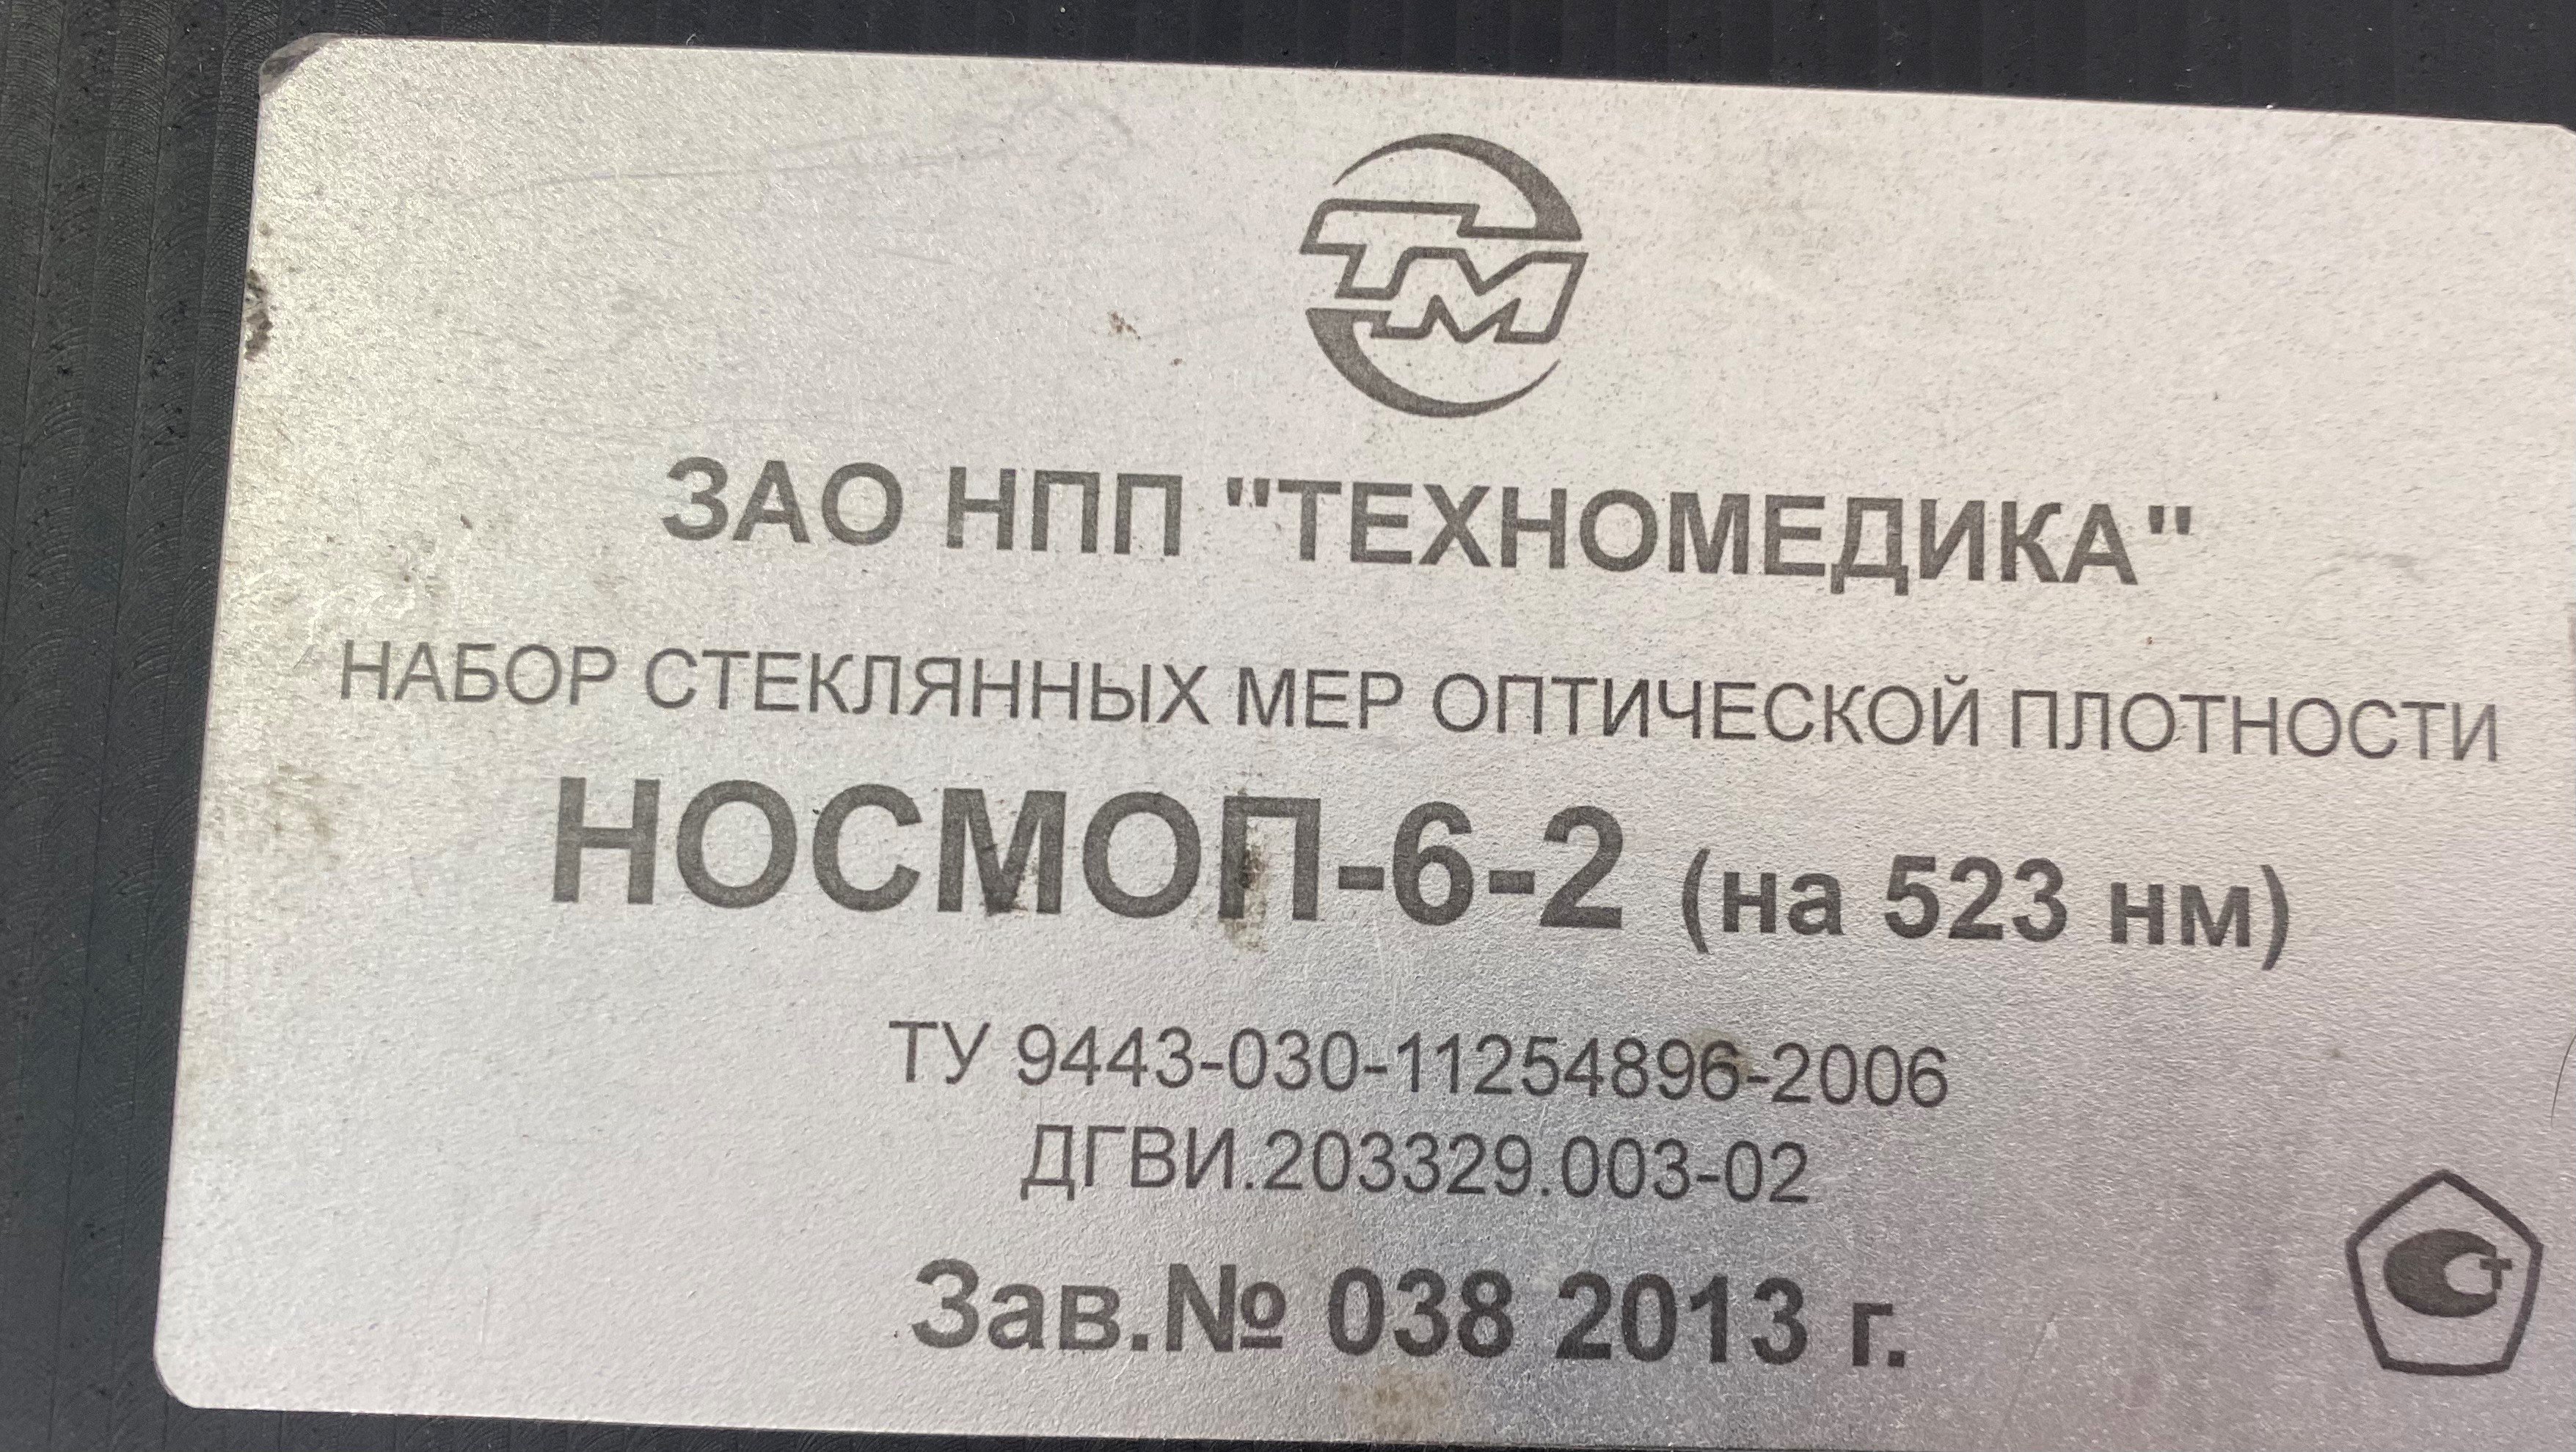 ТМ
ЗАО НПП "ТЕХНОМЕДИКА"
НАБОР СТЕКЛЯННЫХ МЕР ОПТИЧЕСКОЙ ПЛОТНОСТИ
НОСМОП-6-2 (на 523 нм)
ТУ 9443-030-11254896-2006
ДГВИ.203329.003-02
Зав.№ 038 2013 г.